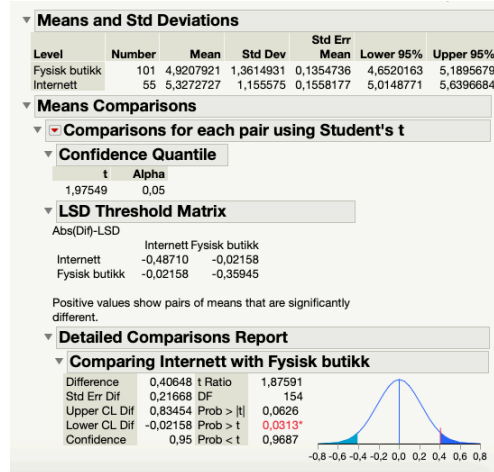 Means and Std Deviations
Std Err
Level Number Mean Std Dev Mean Lower 95% Upper 95%
Fysisk butikk 101 4,9207921 1,3614931 0,1354736 4,6520163 5,1895679
Internett 55 5,3272727 1,155575 0,1558177 5,0148771 5,6396684
Means Comparisons
Comparisons for each pair using Student's t
Confidence Quantile
t Alpha
1,97549 0,05
LSD Threshold Matrix
Abs(Dif)-LSD
Internett Fysisk butikk
Internett -0,48710 -0,02158
Fysisk butikk -0,02158 -0,35945
Positive values show pairs of means that are significantly
different.
Detailed Comparisons Report
Comparing Internett with Fysisk butikk
Difference 0,40648 t Ratio 1,87591
Std Err Dif 0,21668 DF 154
Upper CL Dif 0,83454 Prob > |t| 0,0626
Lower CL Dif -0,02158 Prob > t 0,0313*
Confidence 0,95 Prob < t 0,9687
-0,8 -0,6 -0,4 -0,2 0,0 0,2 0,4 0,6 0,8